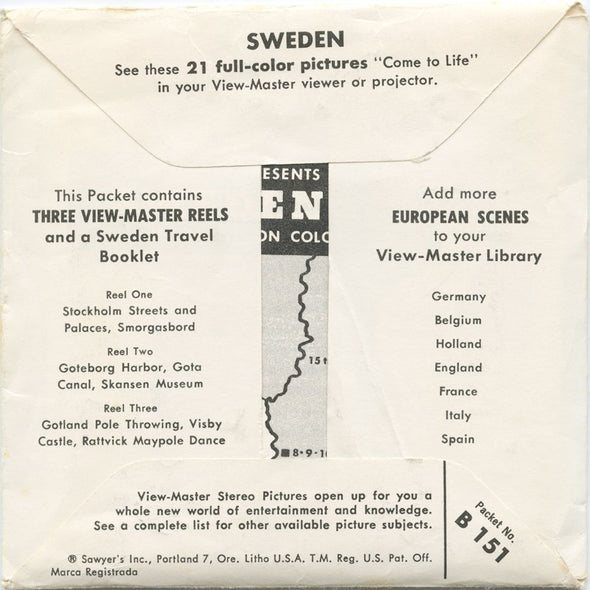 SWEDEN
See these 21 full-color pictures "Come to Life"
in your View-Master viewer or projector.
This Packet contains
THREE VIEW-MASTER REELS
and a Sweden Travel
Booklet
Reel One
Stockholm Streets and
Palaces, Smorgasbord
Reel Two
Goteborg Harbor, Gota
Canal, Skansen Museum
Reel Three
Gotland Pole Throwing, Visby
Castle, Rattvick Maypole Dance
ESENTS
EN
ON COLO
15
8·9·1
Add more
EUROPEAN SCENES
to your
View-Master Library
Germany
Belgium
Holland
England
France
Italy
Spain
View-Master Stereo Pictures open up for you a
whole new world of entertainment and knowledge.
See a complete list for other available picture subjects.
® Sawyer's Inc., Portland 7, Ore. Litho U.S.A. T.M. Reg. U.S. Pat. Off.
Marca Registrada
Packet No.
B 151